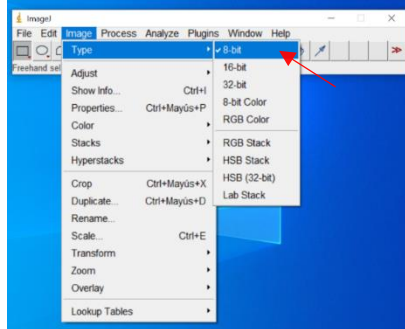 ImageJ
File Edit Image Process Analyze Plugins Window Help
Freehand sel
Type
Adjust
Show Info... Ctrl+I
Properties... Ctrl+Mayús+P
Color
Stacks
Hyperstacks
Crop Ctrl+Mayús+X
Duplicate... Ctrl+Mayús+D
Rename...
Scale... Ctrl+E
Transform
Zoom
Overlay
Lookup Tables
8-bit
16-bit
32-bit
8-bit Color
RGB Color
RGB Stack
HSB Stack
HSB (32-bit)
Lab Stack